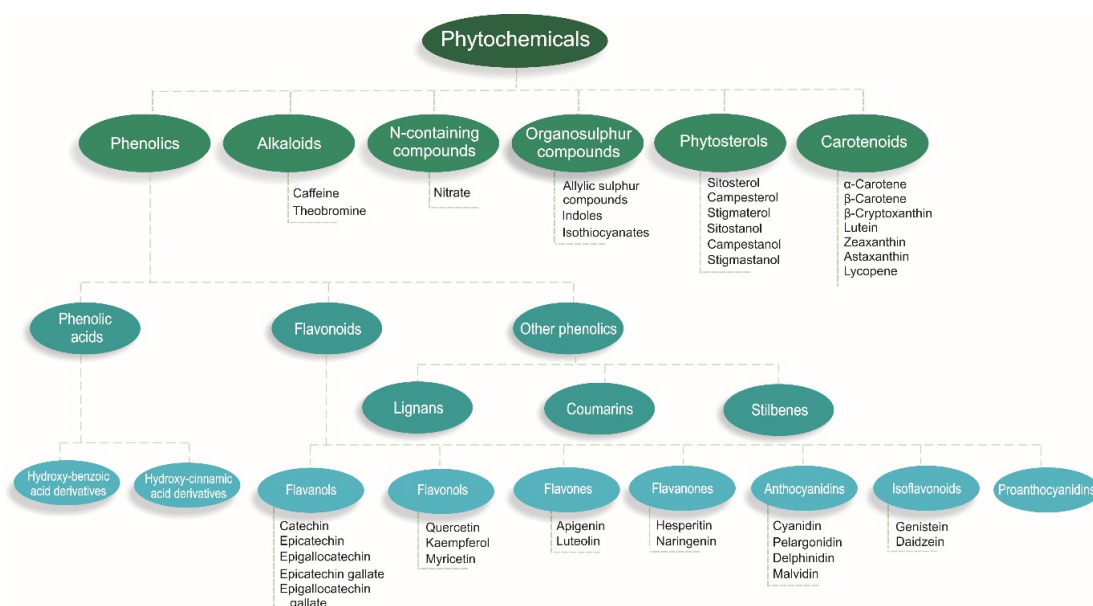 Phytochemicals
Phenolics
Alkaloids
N-containing
compounds
Organosulphur
compounds
Phytosterols
Carotenoids
Caffeine
Theobromine
Nitrate
Allylic sulphur
compounds
Indoles
Isothiocyanates
Sitosterol
Campesterol
Stigmaterol
Sitostanol
Campestanol
Stigmastanol
α-Carotene
β-Carotene
β-Cryptoxanthin
Lutein
Zeaxanthin
Astaxanthin
Lycopene
Phenolic
acids
Flavonoids
Other phenolics
Lignans
Coumarins
Stilbenes
Hydroxy-benzoic
acid derivatives
Hydroxy-cinnamic
acid derivatives
Flavanols
Flavonols
Flavones
Flavanones
Anthocyanidins
Isoflavonoids
Proanthocyanidins
Catechin
Epicatechin
Epigallocatechin
Epicatechin gallate
Epigallocatechin
gallate
Quercetin
Kaempferol
Myricetin
Apigenin
Luteolin
Hesperitin
Naringenin
Cyanidin
Pelargonidin
Delphinidin
Malvidin
Genistein
Daidzein